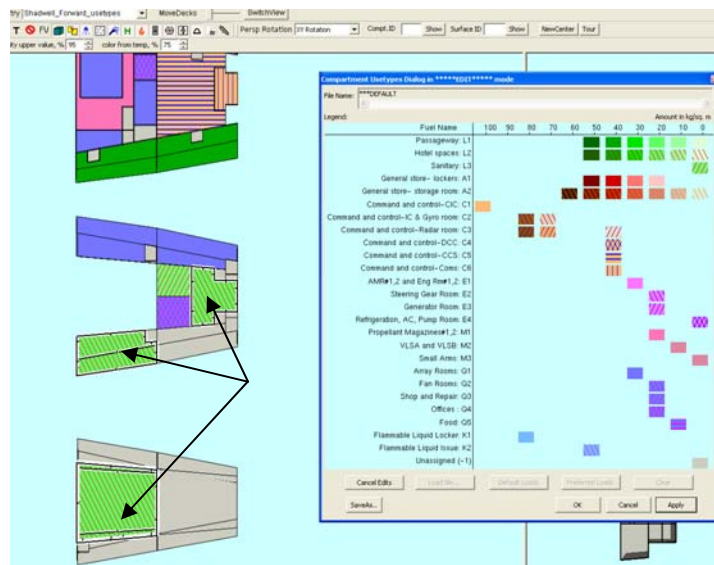 try Shadwell_Forward_usetypes MoveDecks SwitchView
T FV H Persp Rotation XY Rotation Compt.ID Show Surface ID Show NewCenter Tour
ty upper value, % 95 color from temp, % 75
Compartment Usetypes Dialog in *****EDIT***** mode
File Name: ***DEFAULT
Legend: Amount in kg/sq. m
Fuel Name 100 90 80 70 60 50 40 30 20 10 0
Passageway: L1
Hotel spaces: L2
Sanitary: L3
General store- lockers: A1
General store- storage room: A2
Command and control-CIC: C1
Command and control-IC & Gyro room: C2
Command and control-Radar room: C3
Command and control-DCC: C4
Command and control-CCS: C5
Command and control-Coms: C6
AMR#1,2 and Eng Rm#1,2: E1
Steering Gear Room: E2
Generator Room: E3
Refrigeration, AC, Pump Room: E4
Propellant Magazines#1,2: M1
VLSA and VLSB: M2
Small Arms: M3
Array Rooms: Q1
Fan Rooms: Q2
Shop and Repair: Q3
Offices : Q4
Food: Q5
Flammable Liquid Locker: K1
Flammable Liquid Issue: K2
Unassigned (-1)
Cancel Edits Load file... Default Loads Preferred Loads Clear
SaveAs... OK Cancel Apply